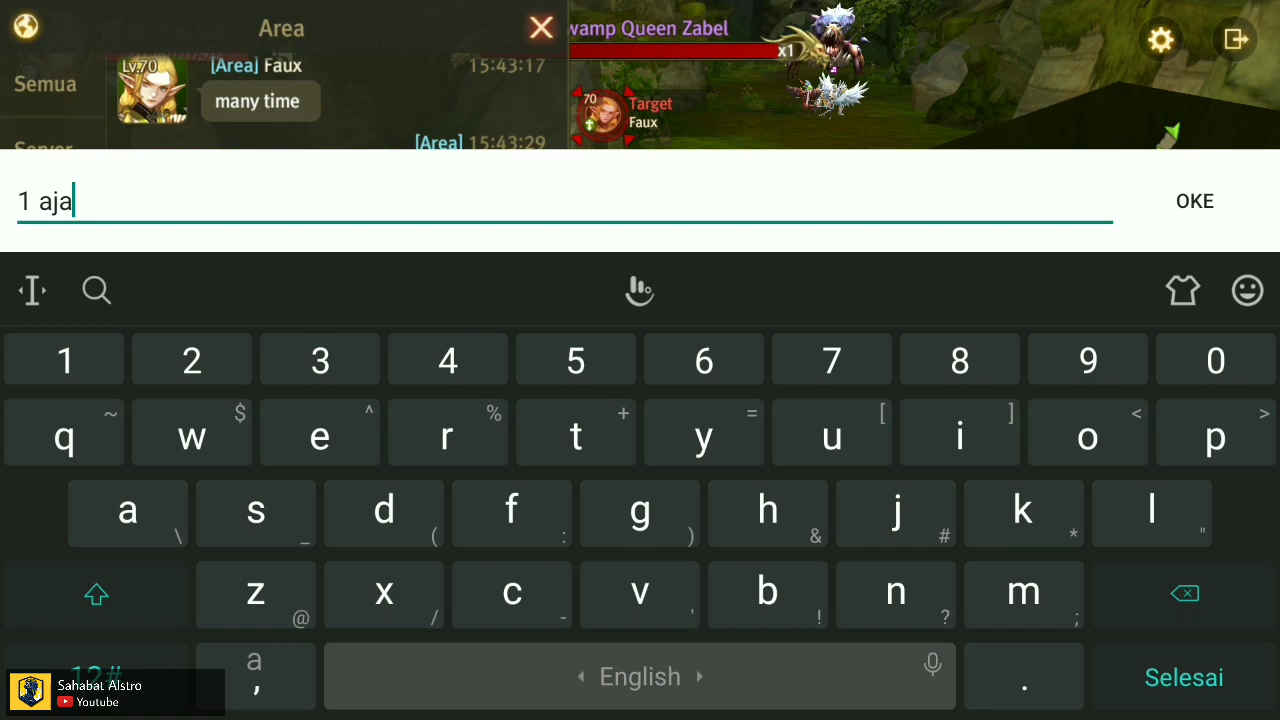 Area
Semua
Lv.70
[Area] Faux
15:43:17
many time
[Area] 15:43:29
Server
wamp Queen Zabel
x1
70
Target
Faux
1 aja
OKE
1 2 3 4 5 6 7 8 9 0
~ $ ^ % + = [ ] < >
q w e r t y u i o p
a s d f g h j k l
\ _ ( : ) & # * "
z x c v b n m
@ / - ' ! ? ;
12#
a
,
English
.
Selesai
Sahabat Alstro
Youtube